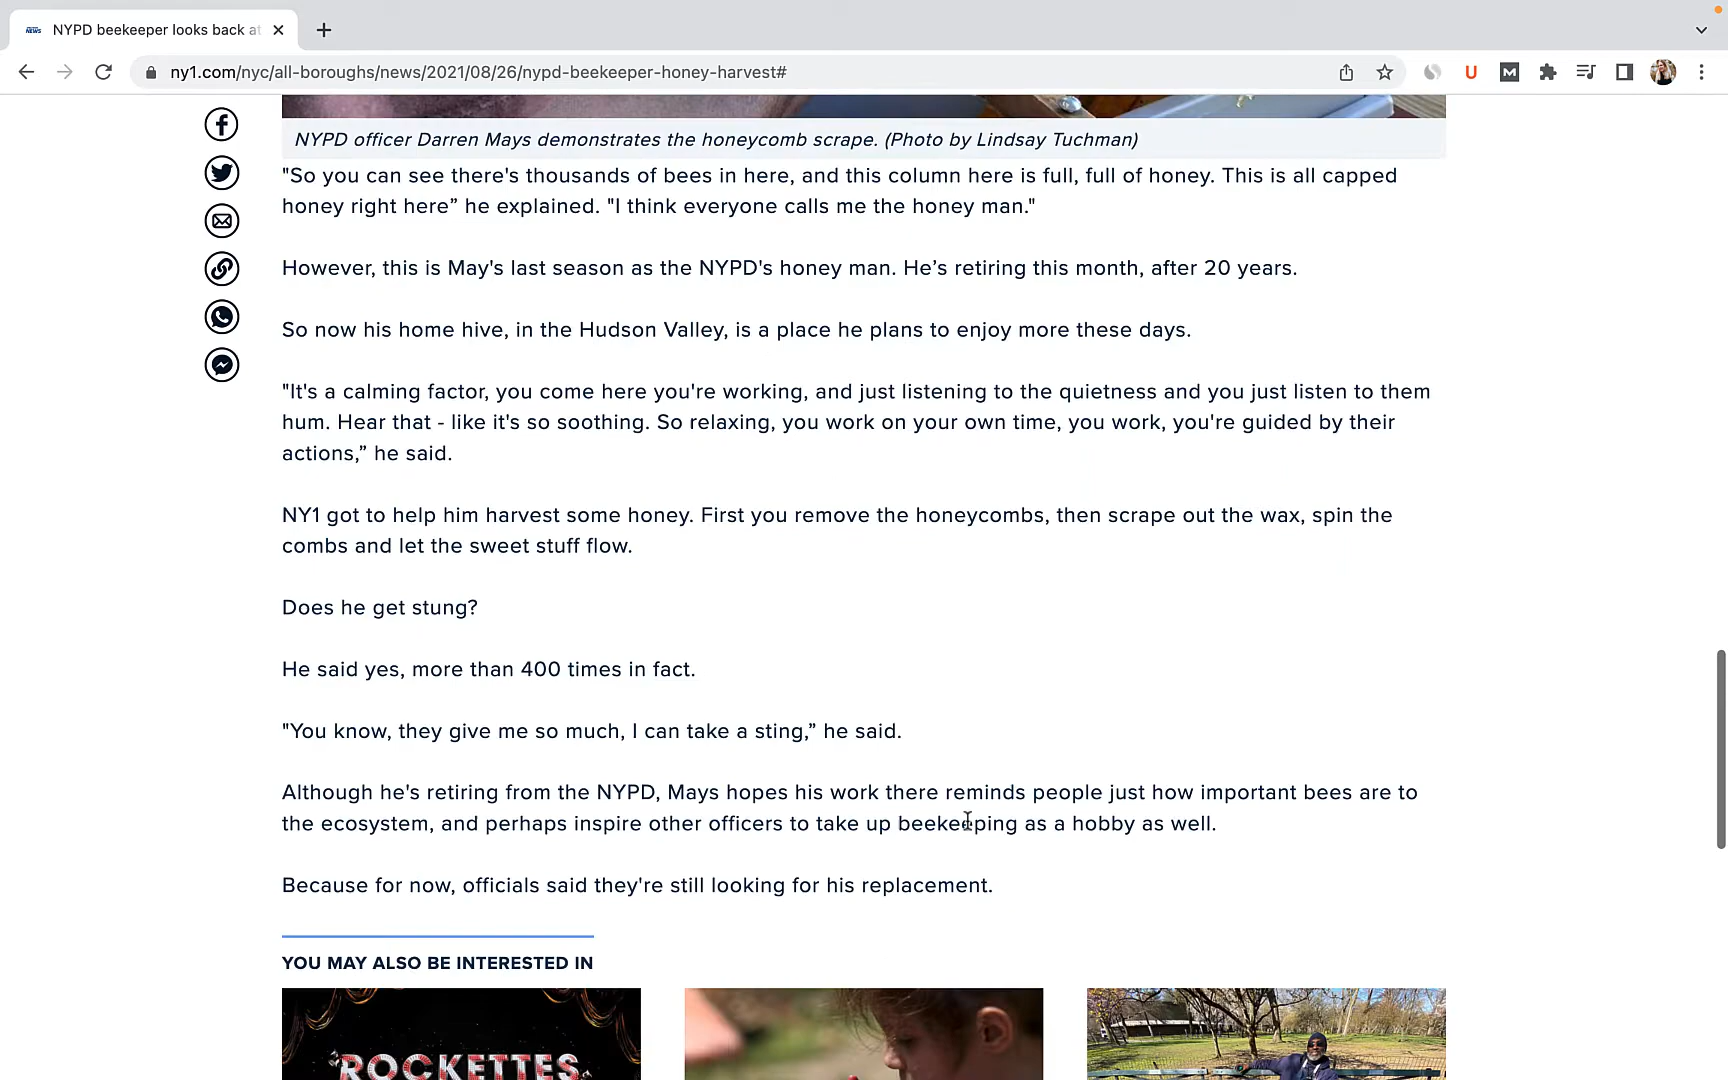 NEWS NYPD beekeeper looks back at
ny1.com/nyc/all-boroughs/news/2021/08/26/nypd-beekeeper-honey-harvest#
U M
NYPD officer Darren Mays demonstrates the honeycomb scrape. (Photo by Lindsay Tuchman)
"So you can see there's thousands of bees in here, and this column here is full, full of honey. This is all capped
honey right here” he explained. "I think everyone calls me the honey man."
However, this is May's last season as the NYPD's honey man. He’s retiring this month, after 20 years.
So now his home hive, in the Hudson Valley, is a place he plans to enjoy more these days.
"It's a calming factor, you come here you're working, and just listening to the quietness and you just listen to them
hum. Hear that - like it's so soothing. So relaxing, you work on your own time, you work, you're guided by their
actions,” he said.
NY1 got to help him harvest some honey. First you remove the honeycombs, then scrape out the wax, spin the
combs and let the sweet stuff flow.
Does he get stung?
He said yes, more than 400 times in fact.
"You know, they give me so much, I can take a sting,” he said.
Although he's retiring from the NYPD, Mays hopes his work there reminds people just how important bees are to
the ecosystem, and perhaps inspire other officers to take up beekeeping as a hobby as well.
Because for now, officials said they're still looking for his replacement.
YOU MAY ALSO BE INTERESTED IN
ROCKETTES